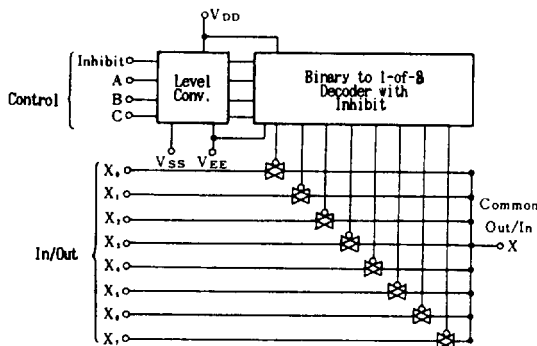 VDD
Inhibit
A
B
C
Control
Level
Conv.
Binary to 1-of-8
Decoder with
Inhibit
VSS
VEE
In/Out
X0
X1
X2
X3
X4
X5
X6
X7
Common
Out/In
X